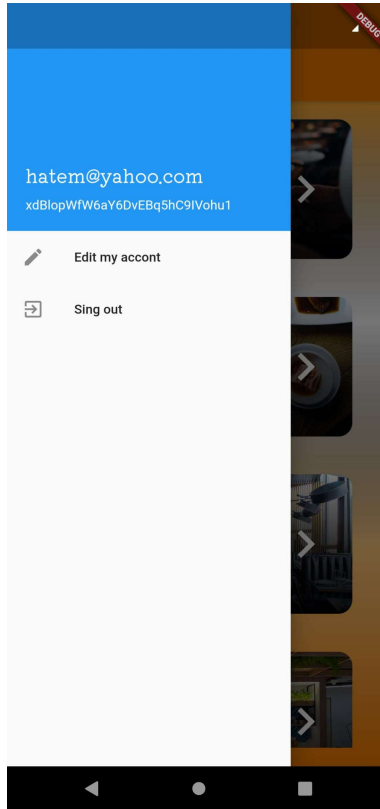 DEBUG
hatem@yahoo.com
xdBlopWfW6aY6DvEBq5hC9IVohu1
Edit my accont
Sing out